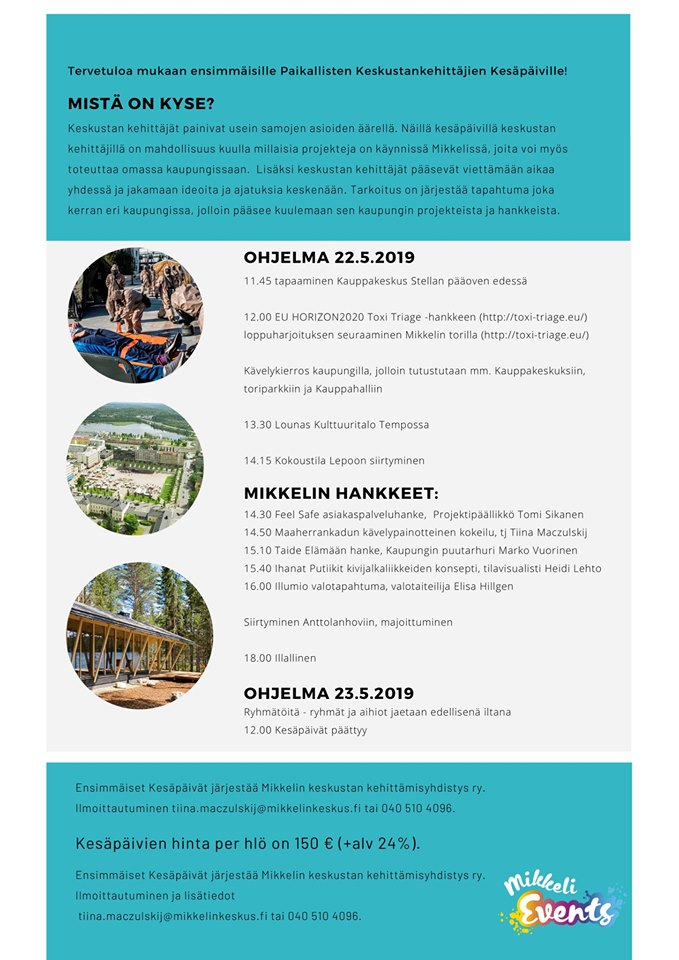 Tervetuloa mukaan ensimmäisille Paikallisten Keskustankehittäjien Kesäpäiville!
MISTÄ ON KYSE?
Keskustan kehittäjät painivat usein samojen asioiden äärellä. Näillä kesäpäivillä keskustan
kehittäjillä on mahdollisuus kuulla millaisia projekteja on käynnissä Mikkelissä, joita voi myös
toteuttaa omassa kaupungissaan. Lisäksi keskustan kehittäjät pääsevät viettämään aikaa
yhdessä ja jakamaan ideoita ja ajatuksia keskenään. Tarkoitus on järjestää tapahtuma joka
kerran eri kaupungissa, jolloin pääsee kuulemaan sen kaupungin projekteista ja hankkeista.
OHJELMA 22.5.2019
11.45 tapaaminen Kauppakeskus Stellan pääoven edessä
12.00 EU HORIZON2020 Toxi Triage -hankkeen (http://toxi-triage.eu/)
loppuharjoituksen seuraaminen Mikkelin torilla (http://toxi-triage.eu/)
Kävelykierros kaupungilla, jolloin tutustutaan mm. Kauppakeskuksiin,
toriparkkiin ja Kauppahalliin
13.30 Lounas Kulttuuritalo Tempossa
14.15 Kokoustila Lepoon siirtyminen
MIKKELIN HANKKEET:
14.30 Feel Safe asiakaspalveluhanke, Projektipäällikkö Tomi Sikanen
14.50 Maaherrankadun kävelypainotteinen kokeilu, tj Tiina Maczulskij
15.10 Taide Elämään hanke, Kaupungin puutarhuri Marko Vuorinen
15.40 Ihanat Putiikit kivijalkaliikkeiden konsepti, tilavisualisti Heidi Lehto
16.00 Illumio valotapahtuma, valotaiteilija Elisa Hillgen
Siirtyminen Anttolanhoviin, majoittuminen
18.00 Illallinen
OHJELMA 23.5.2019
Ryhmätöitä - ryhmät ja aihiot jaetaan edellisenä iltana
12.00 Kesäpäivät päättyy
Ensimmäiset Kesäpäivät järjestää Mikkelin keskustan kehittämisyhdistys ry.
Ilmoittautuminen tiina.maczulskij@mikkelinkeskus.fi tai 040 510 4096.
Kesäpäivien hinta per hlö on 150 € (+alv 24%).
Ensimmäiset Kesäpäivät järjestää Mikkelin keskustan kehittämisyhdistys ry.
Ilmoittautuminen ja lisätiedot
tiina.maczulskij@mikkelinkeskus.fi tai 040 510 4096.
Mikkeli
Events